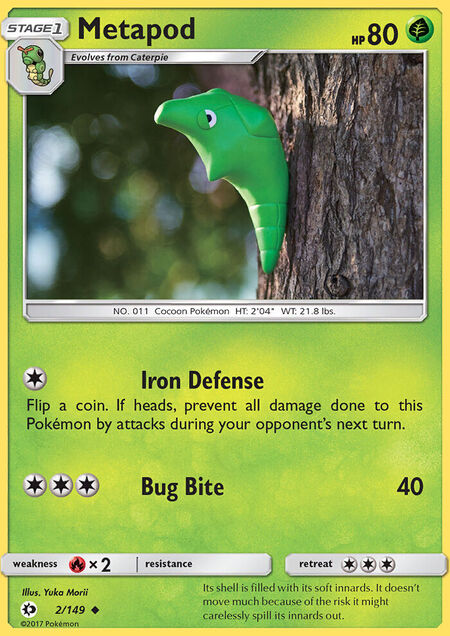 STAGE1
Metapod
HP 80
Evolves from Caterpie
NO. 011 Cocoon Pokémon HT: 2'04" WT: 21.8 lbs.
Iron Defense
Flip a coin. If heads, prevent all damage done to this
Pokémon by attacks during your opponent's next turn.
Bug Bite 40
weakness ×2 resistance retreat
Illus. Yuka Morii
2/149
©2017 Pokémon
Its shell is filled with its soft innards. It doesn't
move much because of the risk it might
carelessly spill its innards out.